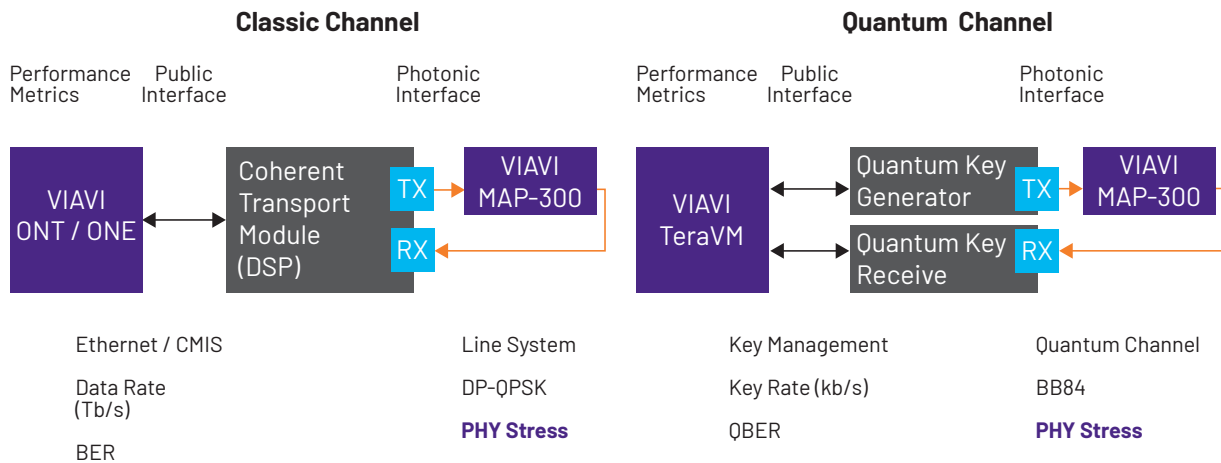 Classic Channel
Performance
Metrics
Public
Interface
Photonic
Interface
VIAVI
ONT / ONE
Coherent
Transport
Module
(DSP)
TX
RX
VIAVI
MAP-300
Ethernet / CMIS
Data Rate
(Tb/s)
BER
Line System
DP-QPSK
PHY Stress
Quantum Channel
Performance
Metrics
Public
Interface
Photonic
Interface
VIAVI
TeraVM
Quantum Key
Generator
TX
Quantum Key
Receive
RX
VIAVI
MAP-300
Key Management
Key Rate (kb/s)
QBER
Quantum Channel
BB84
PHY Stress